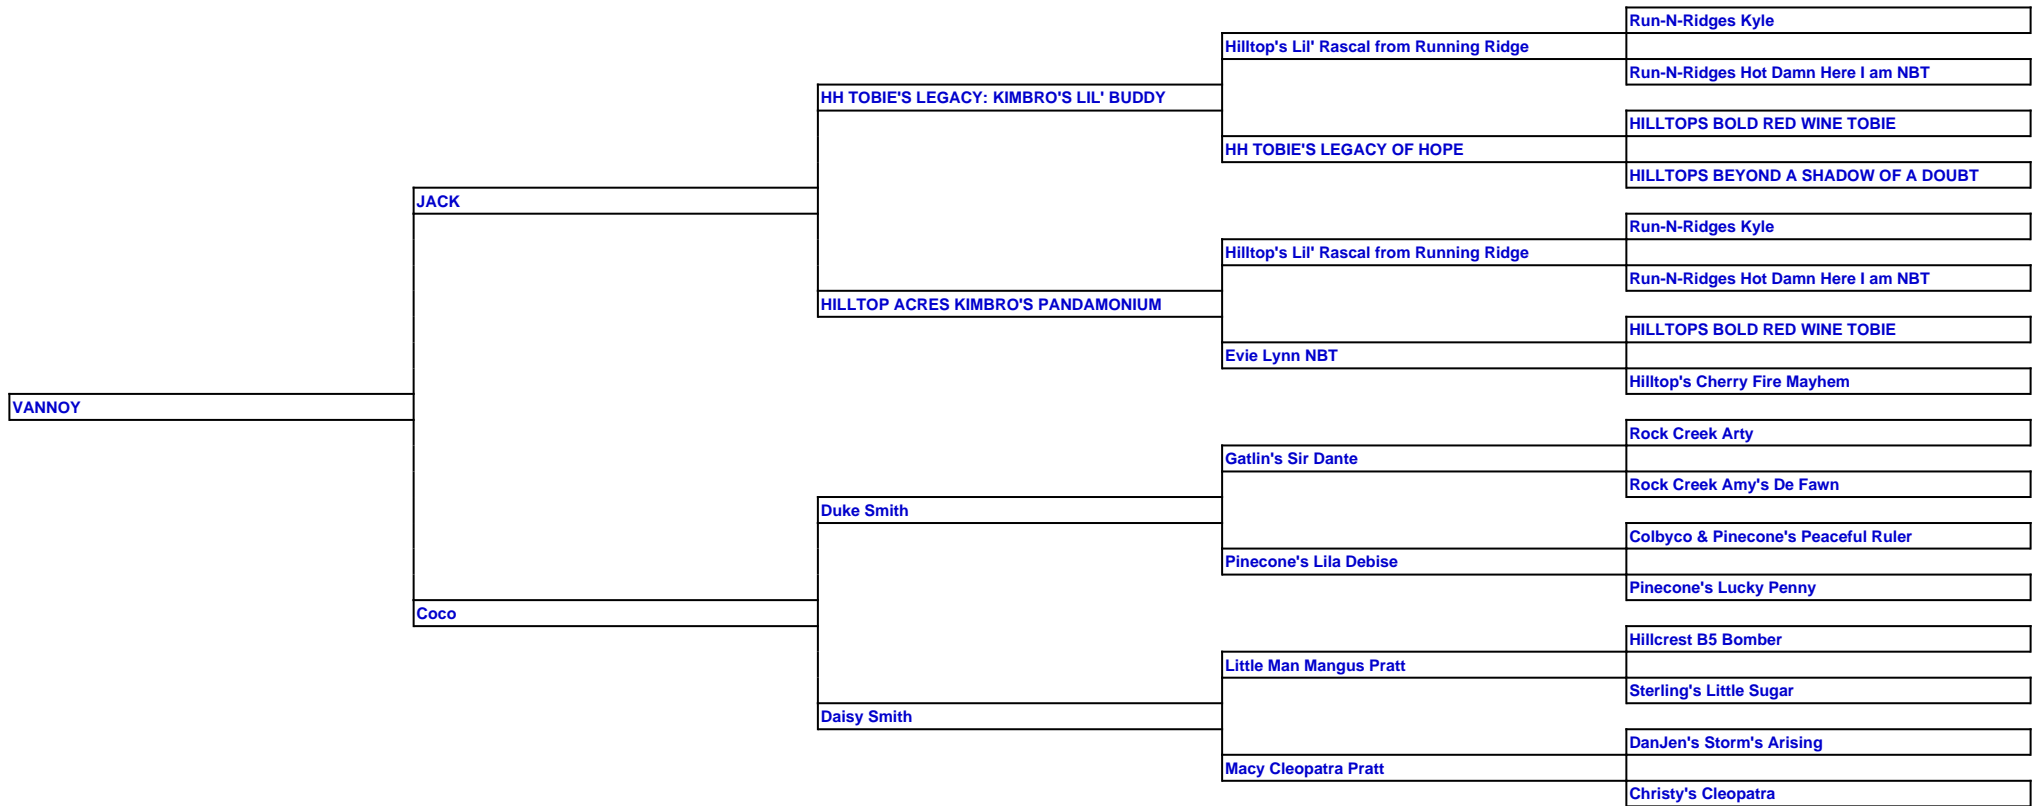 Run-N-Ridges Kyle
Hilltop's Lil' Rascal from Running Ridge
Run-N-Ridges Hot Damn Here I am NBT
HH TOBIE'S LEGACY: KIMBRO'S LIL' BUDDY
HILLTOPS BOLD RED WINE TOBIE
HH TOBIE'S LEGACY OF HOPE
HILLTOPS BEYOND A SHADOW OF A DOUBT
JACK
Run-N-Ridges Kyle
Hilltop's Lil' Rascal from Running Ridge
Run-N-Ridges Hot Damn Here I am NBT
HILLTOP ACRES KIMBRO'S PANDAMONIUM
HILLTOPS BOLD RED WINE TOBIE
Evie Lynn NBT
Hilltop's Cherry Fire Mayhem
VANNOY
Rock Creek Arty
Gatlin's Sir Dante
Rock Creek Amy's De Fawn
Duke Smith
Colbyco & Pinecone's Peaceful Ruler
Pinecone's Lila Debise
Pinecone's Lucky Penny
Coco
Hillcrest B5 Bomber
Little Man Mangus Pratt
Sterling's Little Sugar
Daisy Smith
DanJen's Storm's Arising
Macy Cleopatra Pratt
Christy's Cleopatra